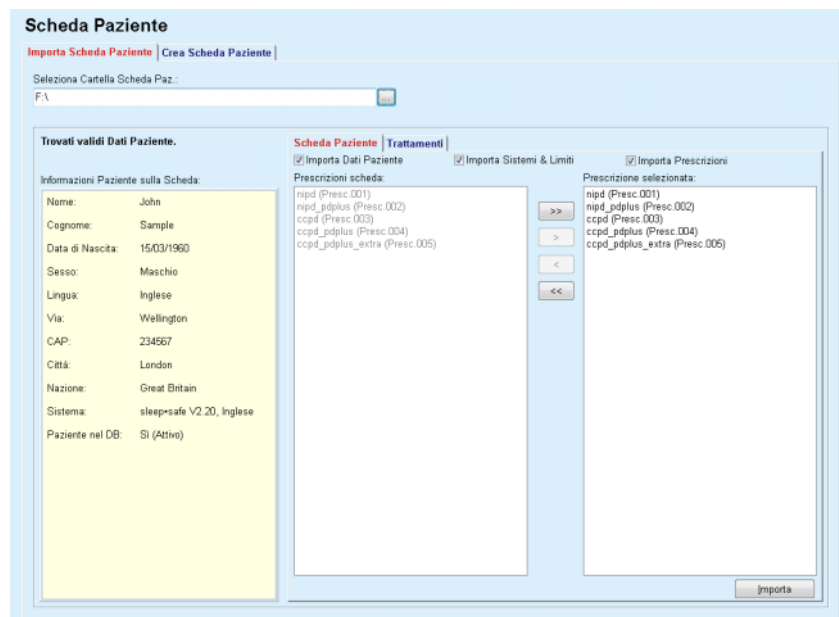 Scheda Paziente
Importa Scheda Paziente Crea Scheda Paziente
Seleziona Cartella Scheda Paz.:
F:\ ...
Trovati validi Dati Paziente.
Informazioni Paziente sulla Scheda:
Nome: John
Cognome: Sample
Data di Nascita: 15/03/1960
Sesso: Maschio
Lingua: Inglese
Via: Wellington
CAP: 234567
Città: London
Nazione: Great Britain
Sistema: sleep•safe V2.20, Inglese
Paziente nel DB: Sì (Attivo)
Scheda Paziente Trattamenti
Importa Dati Paziente Importa Sistemi & Limiti Importa Prescrizioni
Prescrizioni scheda:
nipd (Presc.001)
nipd_pdplus (Presc.002)
ccpd (Presc.003)
ccpd_pdplus (Presc.004)
ccpd_pdplus_extra (Presc.005)
>>
>
<
<<
Prescrizione selezionata:
nipd (Presc.001)
nipd_pdplus (Presc.002)
ccpd (Presc.003)
ccpd_pdplus (Presc.004)
ccpd_pdplus_extra (Presc.005)
Importa